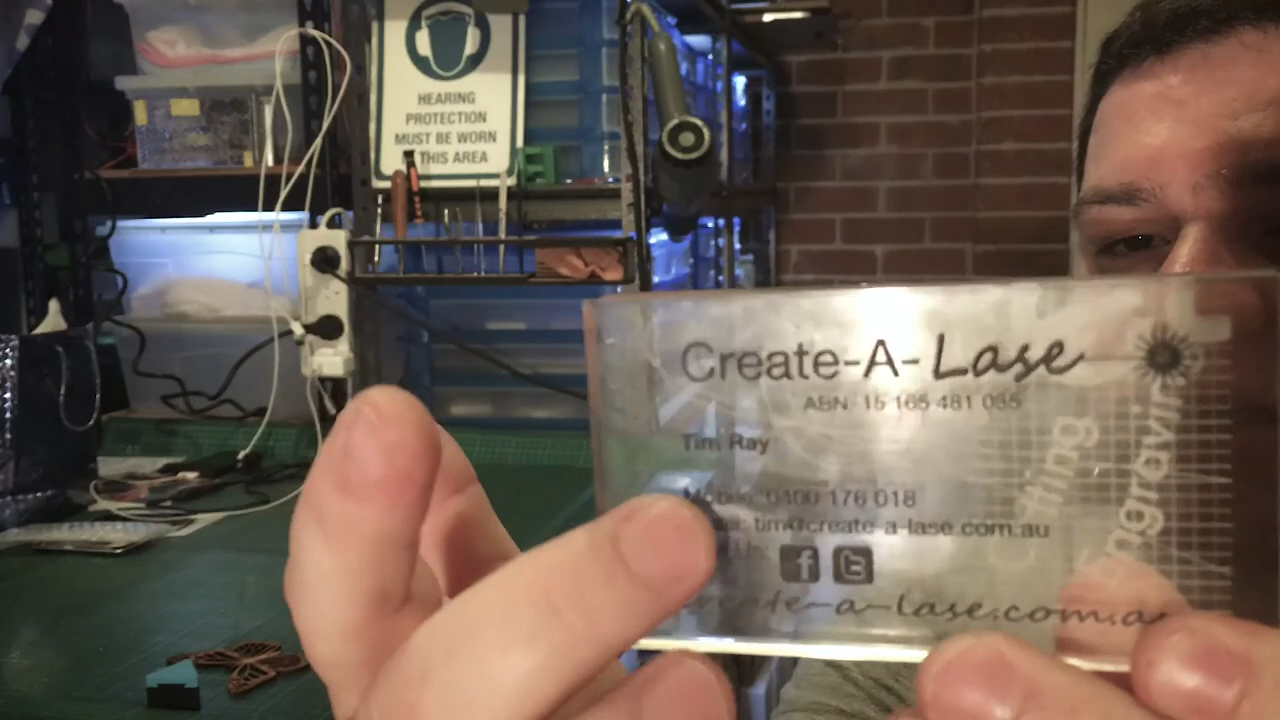 HEARING
PROTECTION
MUST BE WORN
THIS AREA
Create-A-Lase
ABN 15 165 481 035
Tim Ray
Mobile: 0400 176 018
tim@create-a-lase.com.au
f t
create-a-lase.com.a
Cutting
Engraving